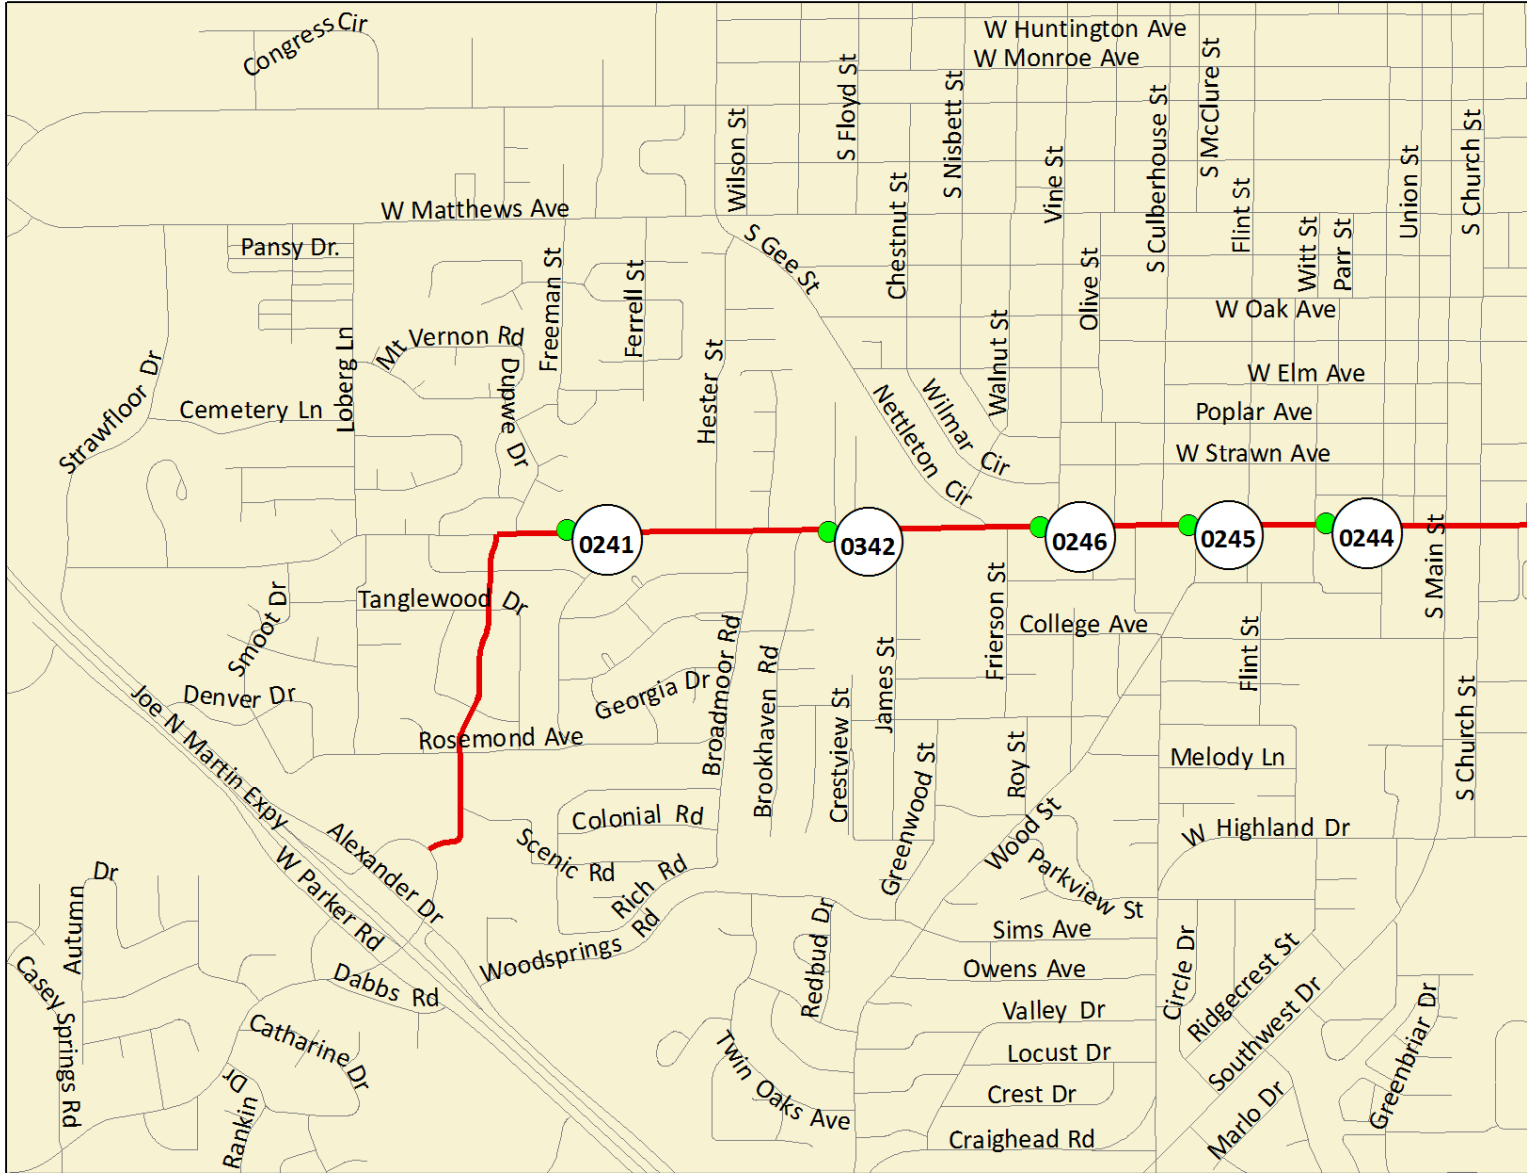 Congress Cir
W Huntington Ave
W Monroe Ave
S Floyd St
S Nisbett St
S McClure St
S Culberhouse St
Wilson St
S Church St
Union St
Vine St
Chestnut St
Flint St
W Matthews Ave
Pansy Dr.
S Gee St
Witt St
Parr St
Freeman St
Ferrell St
Olive St
W Oak Ave
Mt Vernon Rd
Loberg Ln
Dupwe Dr
Hester St
Walnut St
Strawfloor Dr
Cemetery Ln
Nettleton Cir
Wilmar Cir
W Elm Ave
Poplar Ave
W Strawn Ave
0241
0342
0246
0245
0244
S Main St
Smoot Dr
Tanglewood Dr
Frierson St
College Ave
Flint St
Broadmoor Rd
Brookhaven Rd
James St
Denver Dr
Georgia Dr
Crestview St
S Church St
Joe N Martin Expy
Rosemond Ave
Greenwood St
Roy St
Melody Ln
Colonial Rd
Wood St
W Highland Dr
Alexander Dr
Scenic Rd
Rich Rd
Parkview St
W Parker Rd
Autumn Dr
Woodsprings Rd
Redbud Dr
Sims Ave
Circle Dr
Ridgecrest St
Casey Springs Rd
Dabbs Rd
Owens Ave
Southwest Dr
Valley Dr
Greenbriar Dr
Catharine Dr
Twin Oaks Ave
Locust Dr
Rankin Dr
Crest Dr
Marlo Dr
Craighead Rd